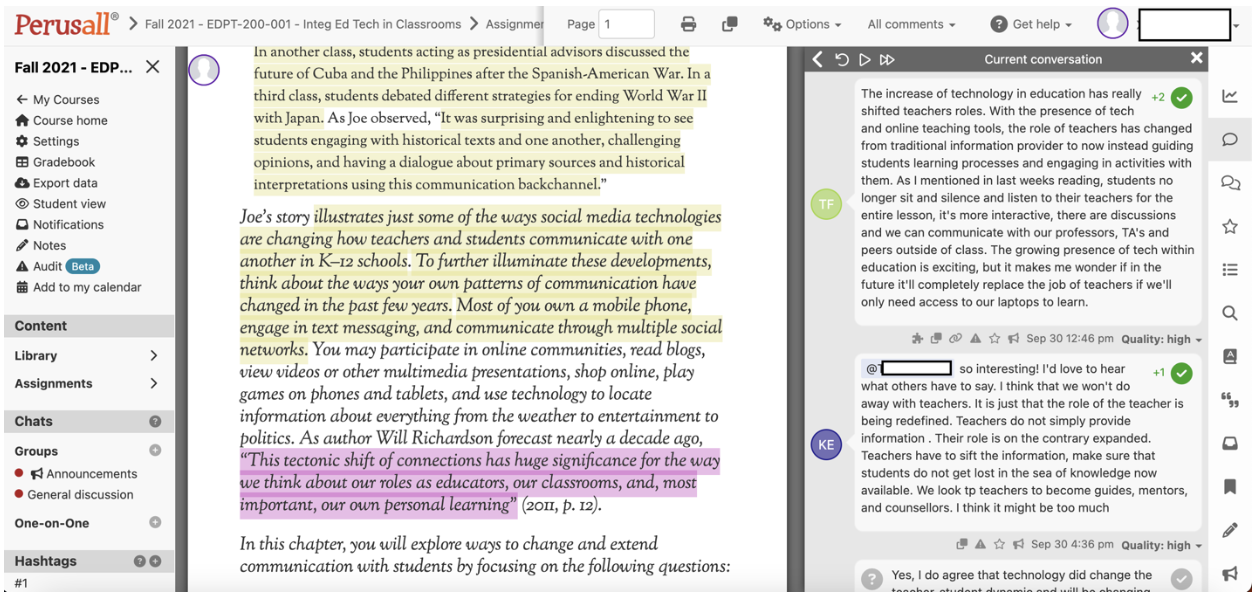 Perusall® > Fall 2021 - EDPT-200-001 - Integ Ed Tech in Classrooms > Assignmer
Page 1
Options
All comments
? Get help
Fall 2021 - EDP... ×
← My Courses
Course home
Settings
Gradebook
Export data
Student view
Notifications
Notes
Audit Beta
Add to my calendar
Content
Library >
Assignments >
Chats ?
Groups +
Announcements
General discussion
One-on-One +
Hashtags ? +
#1
In another class, students acting as presidential advisors discussed the
future of Cuba and the Philippines after the Spanish-American War. In a
third class, students debated different strategies for ending World War II
with Japan. As Joe observed, “It was surprising and enlightening to see
students engaging with historical texts and one another, challenging
opinions, and having a dialogue about primary sources and historical
interpretations using this communication backchannel.”
Joe’s story illustrates just some of the ways social media technologies
are changing how teachers and students communicate with one
another in K–12 schools. To further illuminate these developments,
think about the ways your own patterns of communication have
changed in the past few years. Most of you own a mobile phone,
engage in text messaging, and communicate through multiple social
networks. You may participate in online communities, read blogs,
view videos or other multimedia presentations, shop online, play
games on phones and tablets, and use technology to locate
information about everything from the weather to entertainment to
politics. As author Will Richardson forecast nearly a decade ago,
“This tectonic shift of connections has huge significance for the way
we think about our roles as educators, our classrooms, and, most
important, our own personal learning” (2011, p. 12).
In this chapter, you will explore ways to change and extend
communication with students by focusing on the following questions:
Current conversation ×
The increase of technology in education has really +2
shifted teachers roles. With the presence of tech
and online teaching tools, the role of teachers has changed
from traditional information provider to now instead guiding
students learning processes and engaging in activities with
them. As I mentioned in last weeks reading, students no
TF
longer sit and silence and listen to their teachers for the
entire lesson, it's more interactive, there are discussions
and we can communicate with our professors, TA's and
peers outside of class. The growing presence of tech within
education is exciting, but it makes me wonder if in the
future it'll completely replace the job of teachers if we'll
only need access to our laptops to learn.
Sep 30 12:46 pm Quality: high
@T so interesting! I'd love to hear +1
what others have to say. I think that we won't do
away with teachers. It is just that the role of the teacher is
being redefined. Teachers do not simply provide
information . Their role is on the contrary expanded.
KE
Teachers have to sift the information, make sure that
students do not get lost in the sea of knowledge now
available. We look tp teachers to become guides, mentors,
and counsellors. I think it might be too much
Sep 30 4:36 pm Quality: high
? Yes, I do agree that technology did change the
teacher-student dynamic and will be changing